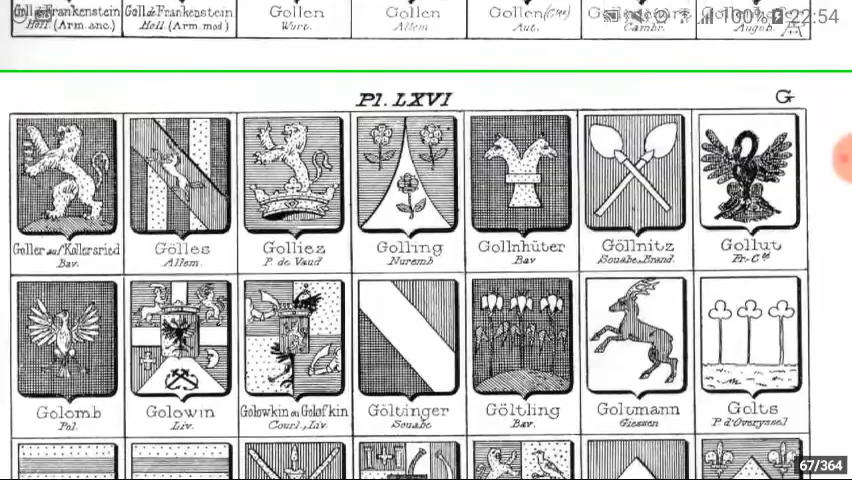 Goll de Frankenstein Goll de Frankenstein Gollen Gollen Gollen
Holl. (Arm. anc.) Holl. (Arm. mod) Wurt. Allem Aut. Cambr. Augsb.
100% 22:54
Pl. LXVI G
Goller auf Kollersried Gölles Golliez Golling Gollnhüter Göllnitz Gollut
Bav. Allem. P. de Vaud Nuremb Bav Souabe, Brand. Fr.-Cté
Golomb Golowin Golowkin ou Golofkin Göltinger Göltling Goltmann Golts
Pol. Liv. Courl., Liv. Souabe Bav. Giessen P. d'Overyssel
67/364